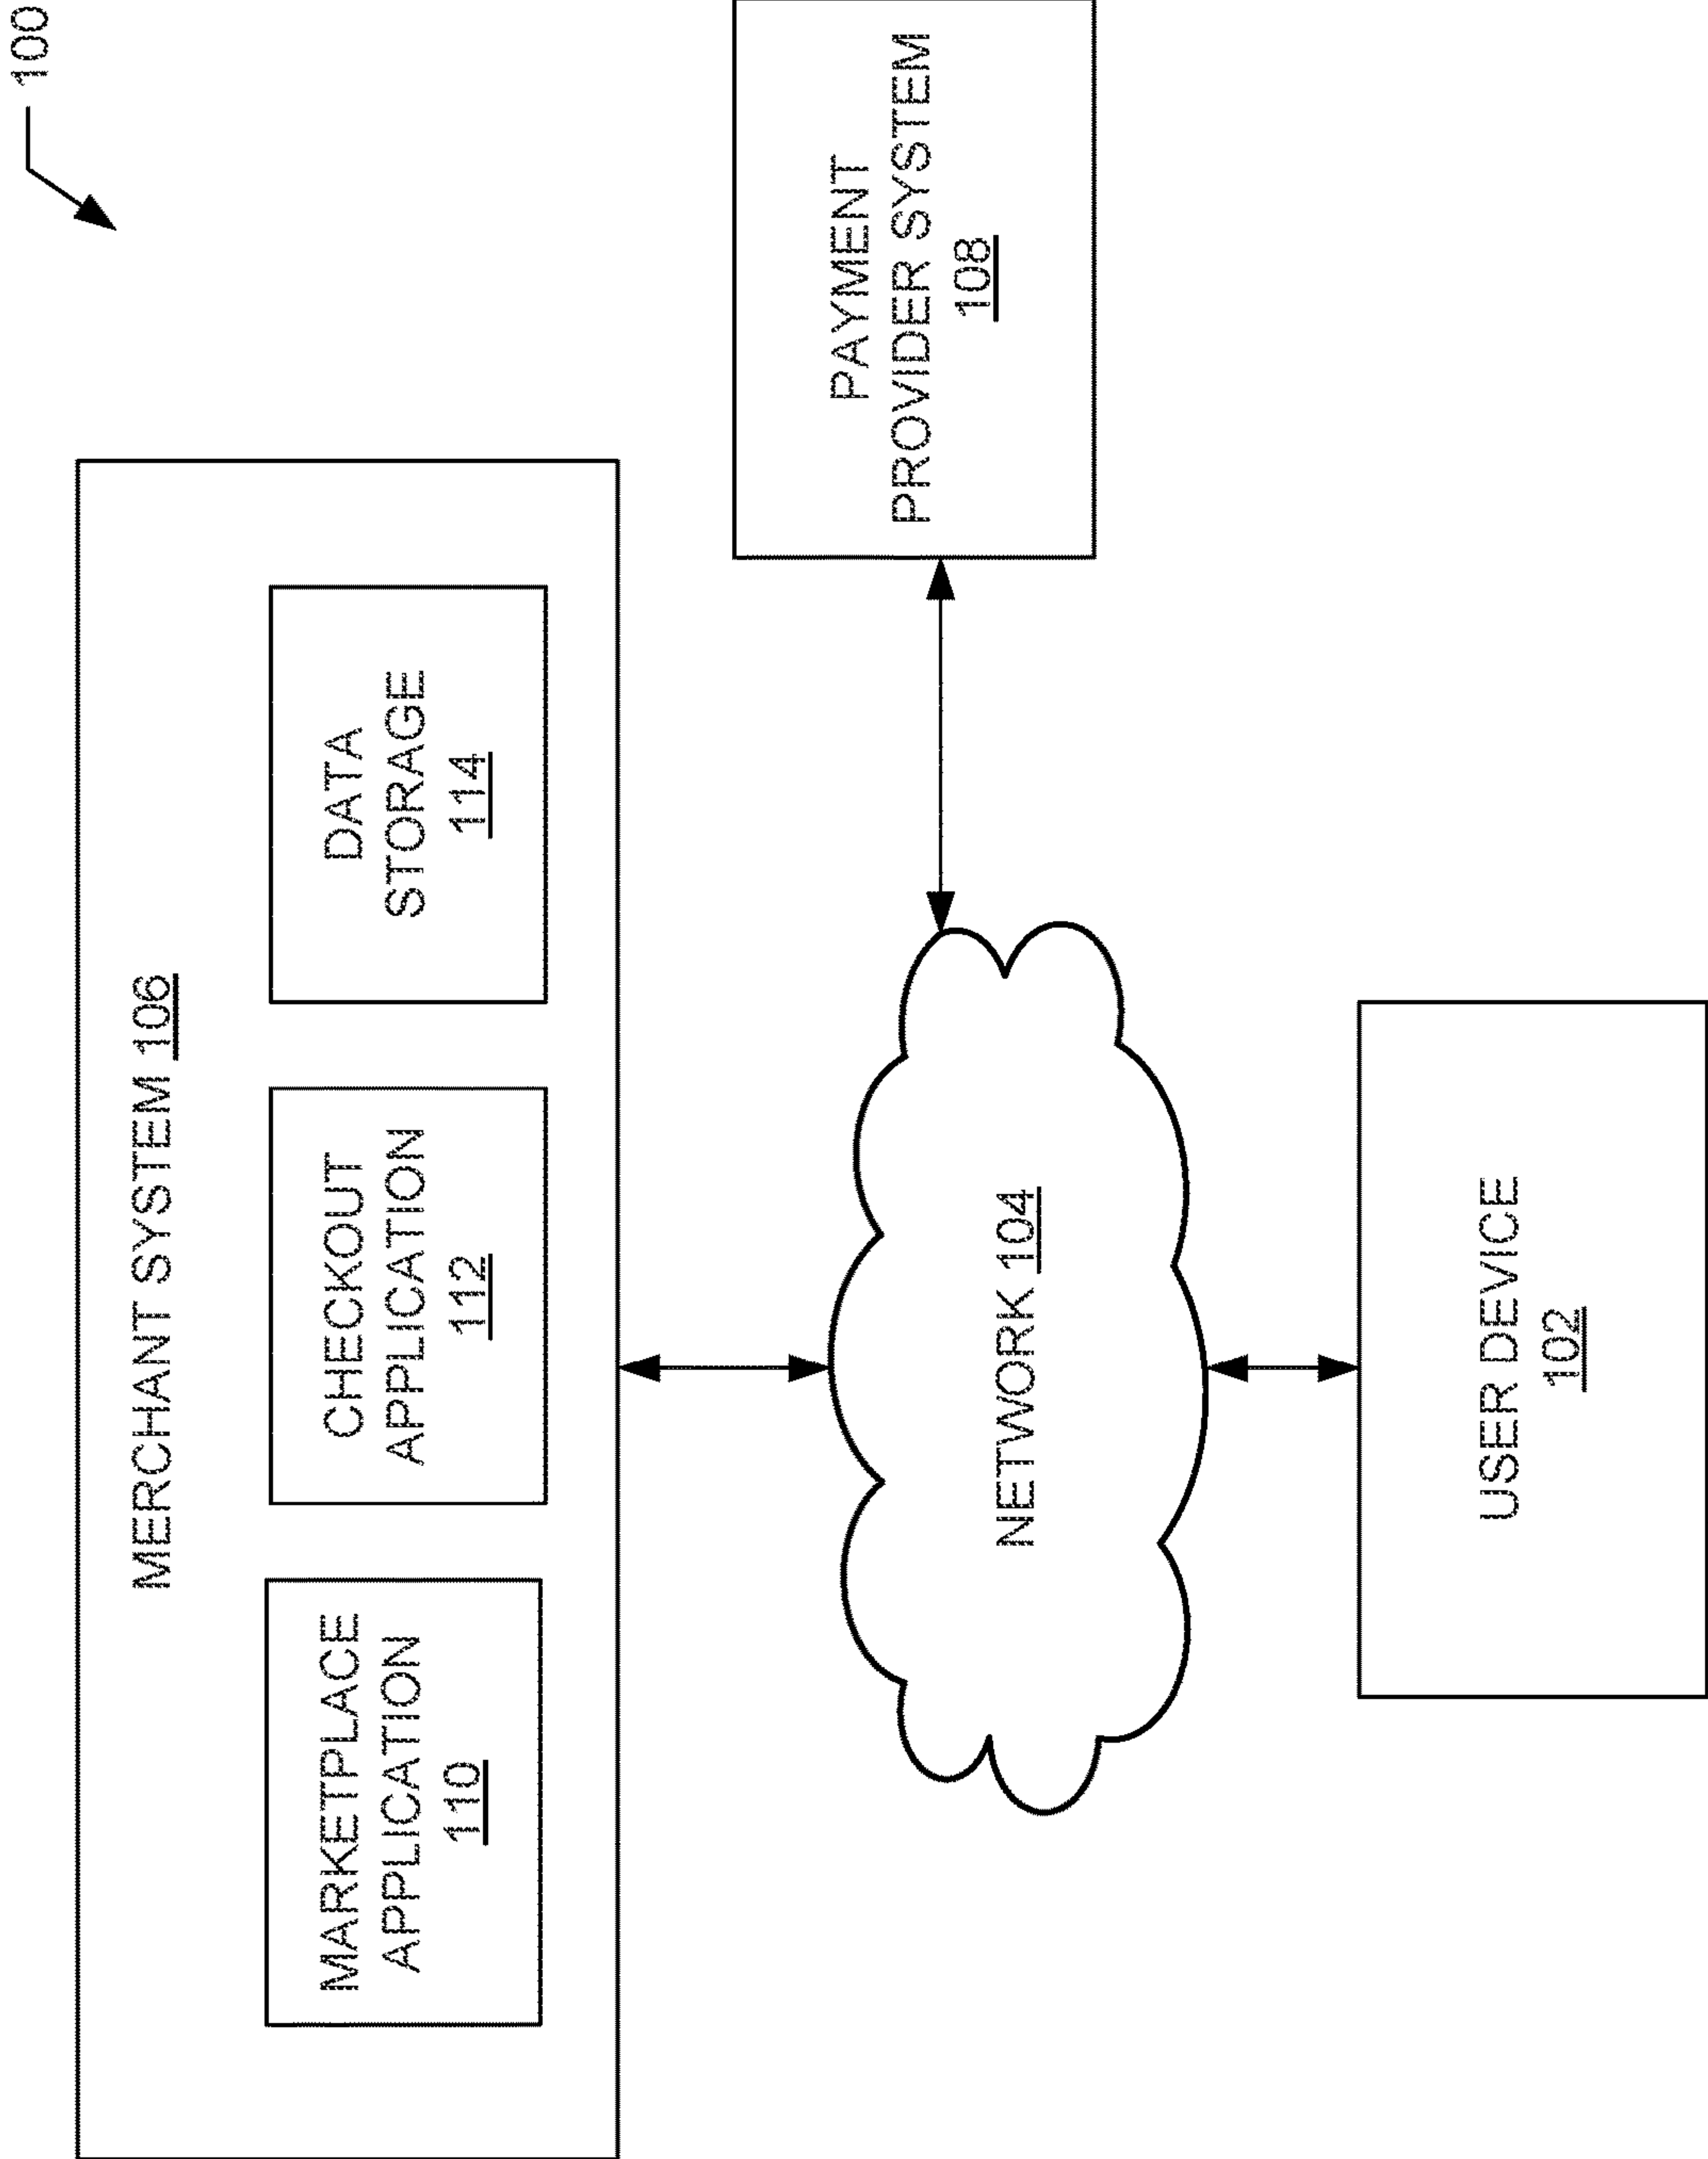 100
MERCHANT SYSTEM 106
MARKETPLACE
APPLICATION
110
CHECKOUT
APPLICATION
112
DATA
STORAGE
114
PAYMENT
PROVIDER SYSTEM
108
NETWORK 104
USER DEVICE
102